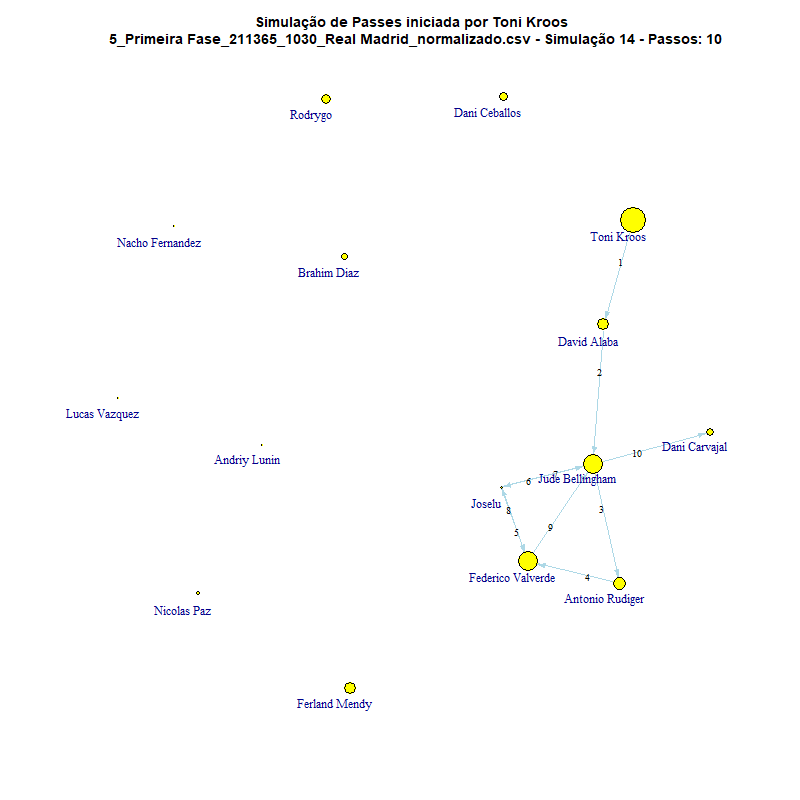 Simulação de Passes iniciada por Toni Kroos
5_Primeira Fase_211365_1030_Real Madrid_normalizado.csv - Simulação 14 - Passos: 10
Rodrygo
Dani Ceballos
Toni Kroos
Nacho Fernandez
1
Brahim Diaz
David Alaba
2
Lucas Vazquez
Dani Carvajal
10
Andriy Lunin
7
Jude Bellingham
6
Joselu
8
3
9
5
Federico Valverde
4
Antonio Rudiger
Nicolas Paz
Ferland Mendy